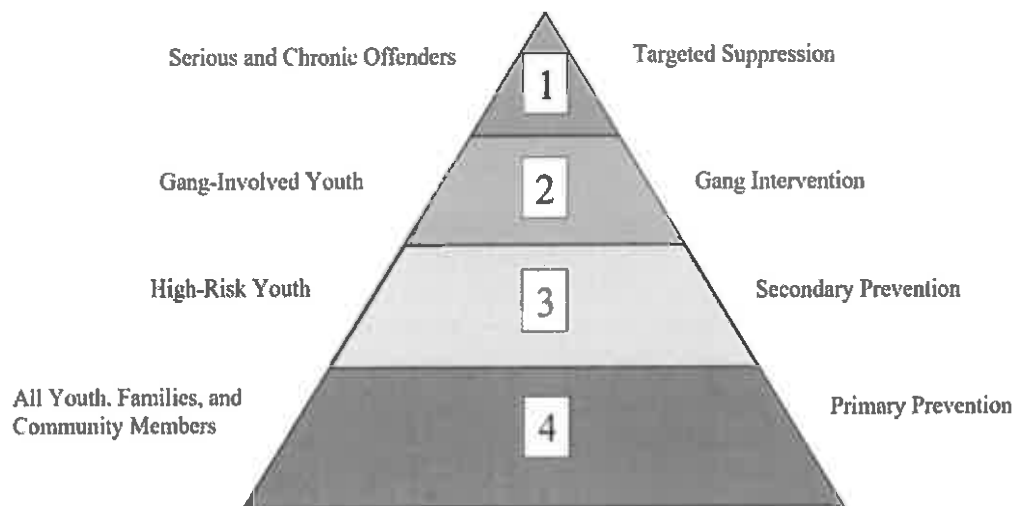 Serious and Chronic Offenders
1
Targeted Suppression
Gang-Involved Youth
2
Gang Intervention
High-Risk Youth
3
Secondary Prevention
All Youth, Families, and
Community Members
4
Primary Prevention